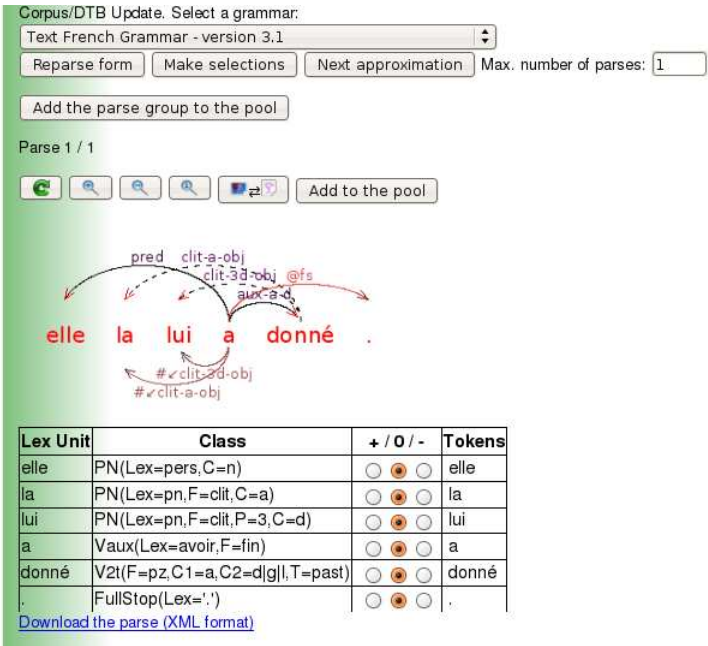 Corpus/DTB Update. Select a grammar:
Text French Grammar - version 3.1
Reparse form Make selections Next approximation Max. number of parses: 1
Add the parse group to the pool
Parse 1 / 1
Add to the pool
pred clit-a-obj
clit-3d-obj @fs
aux-a-d
elle la lui a donné .
#↙clit-3d-obj
#↙clit-a-obj
Lex Unit Class + / 0 / - Tokens
elle PN(Lex=pers,C=n) elle
la PN(Lex=pn,F=clit,C=a) la
lui PN(Lex=pn,F=clit,P=3,C=d) lui
a Vaux(Lex=avoir,F=fin) a
donné V2t(F=pz,C1=a,C2=d|g|l,T=past) donné
. FullStop(Lex='.') .
Download the parse (XML format)